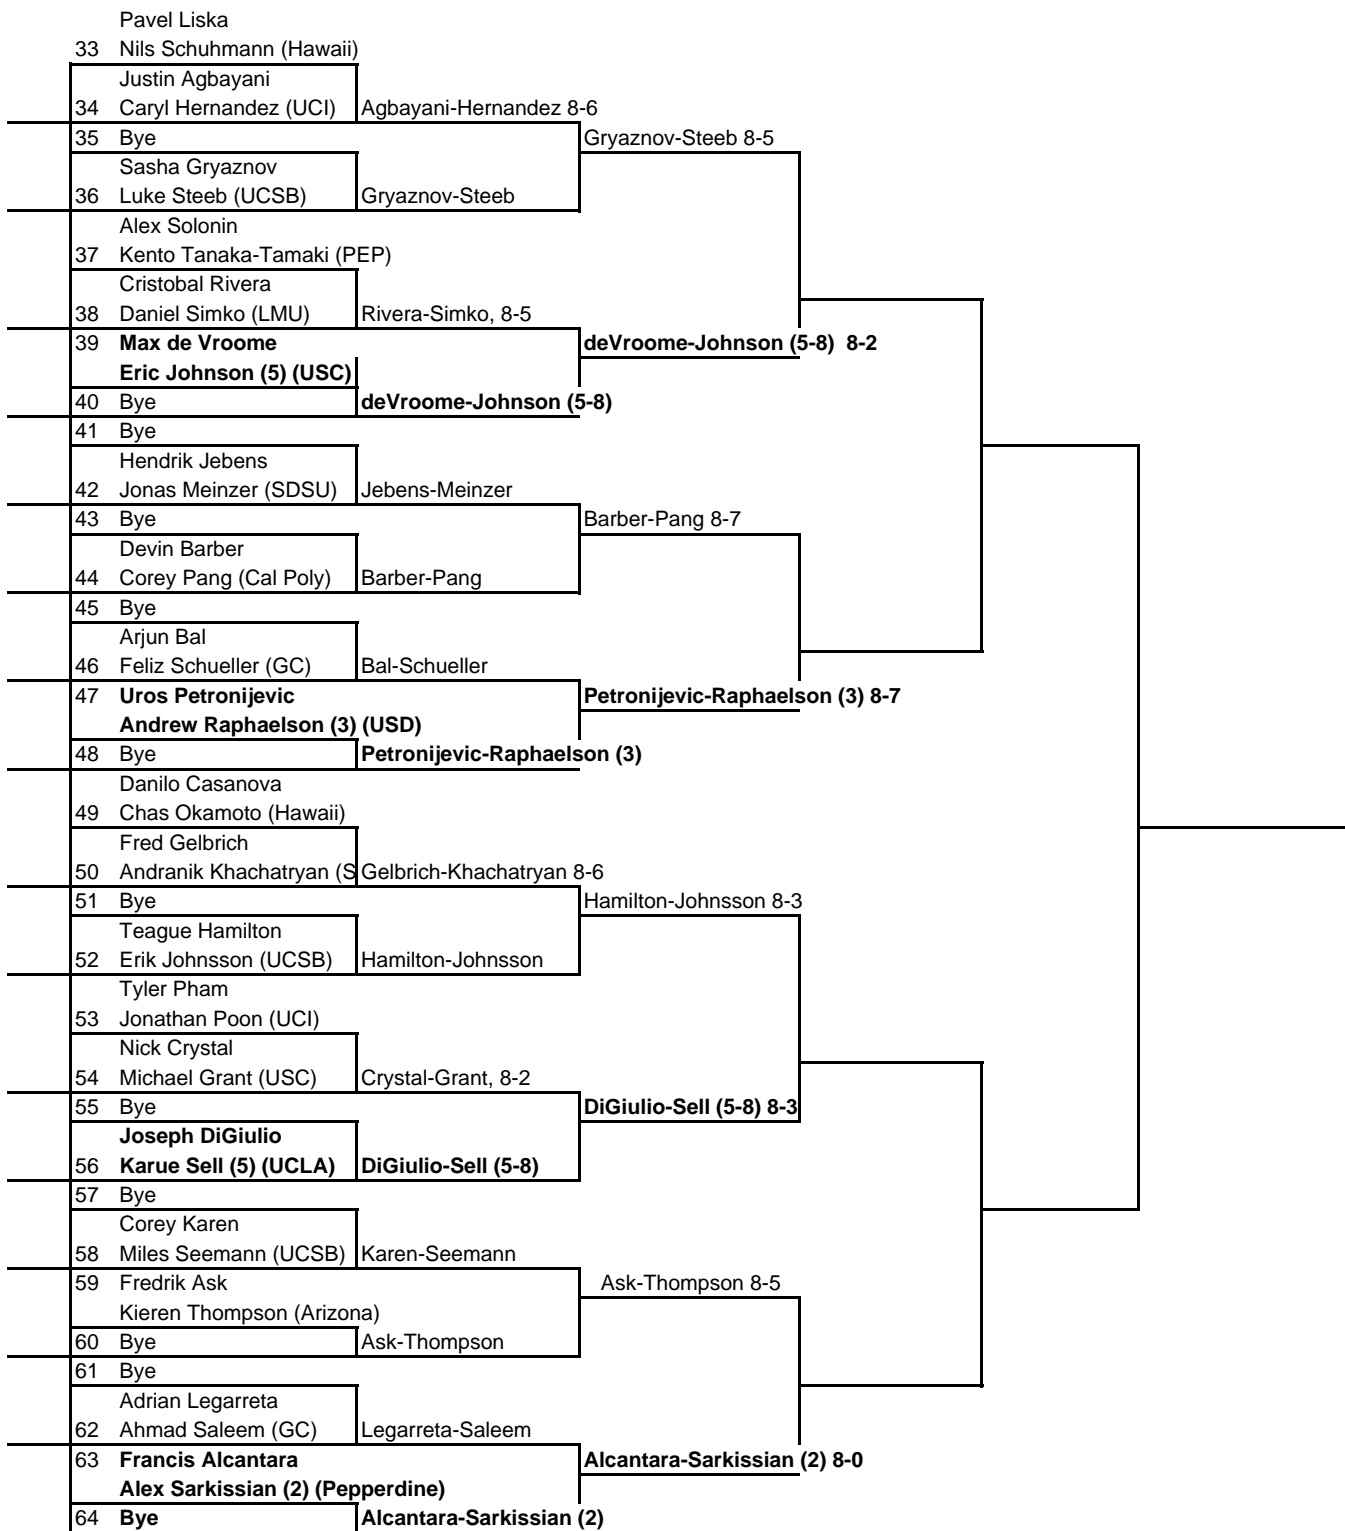 Pavel Liska
33 Nils Schuhmann (Hawaii)
Justin Agbayani
34 Caryl Hernandez (UCI) Agbayani-Hernandez 8-6
35 Bye Gryaznov-Steeb 8-5
Sasha Gryaznov
36 Luke Steeb (UCSB) Gryaznov-Steeb
Alex Solonin
37 Kento Tanaka-Tamaki (PEP)
Cristobal Rivera
38 Daniel Simko (LMU) Rivera-Simko, 8-5
39 Max de Vroome deVroome-Johnson (5-8) 8-2
Eric Johnson (5) (USC)
40 Bye deVroome-Johnson (5-8)
41 Bye
Hendrik Jebens
42 Jonas Meinzer (SDSU) Jebens-Meinzer
43 Bye Barber-Pang 8-7
Devin Barber
44 Corey Pang (Cal Poly) Barber-Pang
45 Bye
Arjun Bal
46 Feliz Schueller (GC) Bal-Schueller
47 Uros Petronijevic Petronijevic-Raphaelson (3) 8-7
Andrew Raphaelson (3) (USD)
48 Bye Petronijevic-Raphaelson (3)
Danilo Casanova
49 Chas Okamoto (Hawaii)
Fred Gelbrich
50 Andranik Khachatryan (S Gelbrich-Khachatryan 8-6
51 Bye Hamilton-Johnsson 8-3
Teague Hamilton
52 Erik Johnsson (UCSB) Hamilton-Johnsson
Tyler Pham
53 Jonathan Poon (UCI)
Nick Crystal
54 Michael Grant (USC) Crystal-Grant, 8-2
55 Bye DiGiulio-Sell (5-8) 8-3
Joseph DiGiulio
56 Karue Sell (5) (UCLA) DiGiulio-Sell (5-8)
57 Bye
Corey Karen
58 Miles Seemann (UCSB) Karen-Seemann
59 Fredrik Ask Ask-Thompson 8-5
Kieren Thompson (Arizona)
60 Bye Ask-Thompson
61 Bye
Adrian Legarreta
62 Ahmad Saleem (GC) Legarreta-Saleem
63 Francis Alcantara Alcantara-Sarkissian (2) 8-0
Alex Sarkissian (2) (Pepperdine)
64 Bye Alcantara-Sarkissian (2)